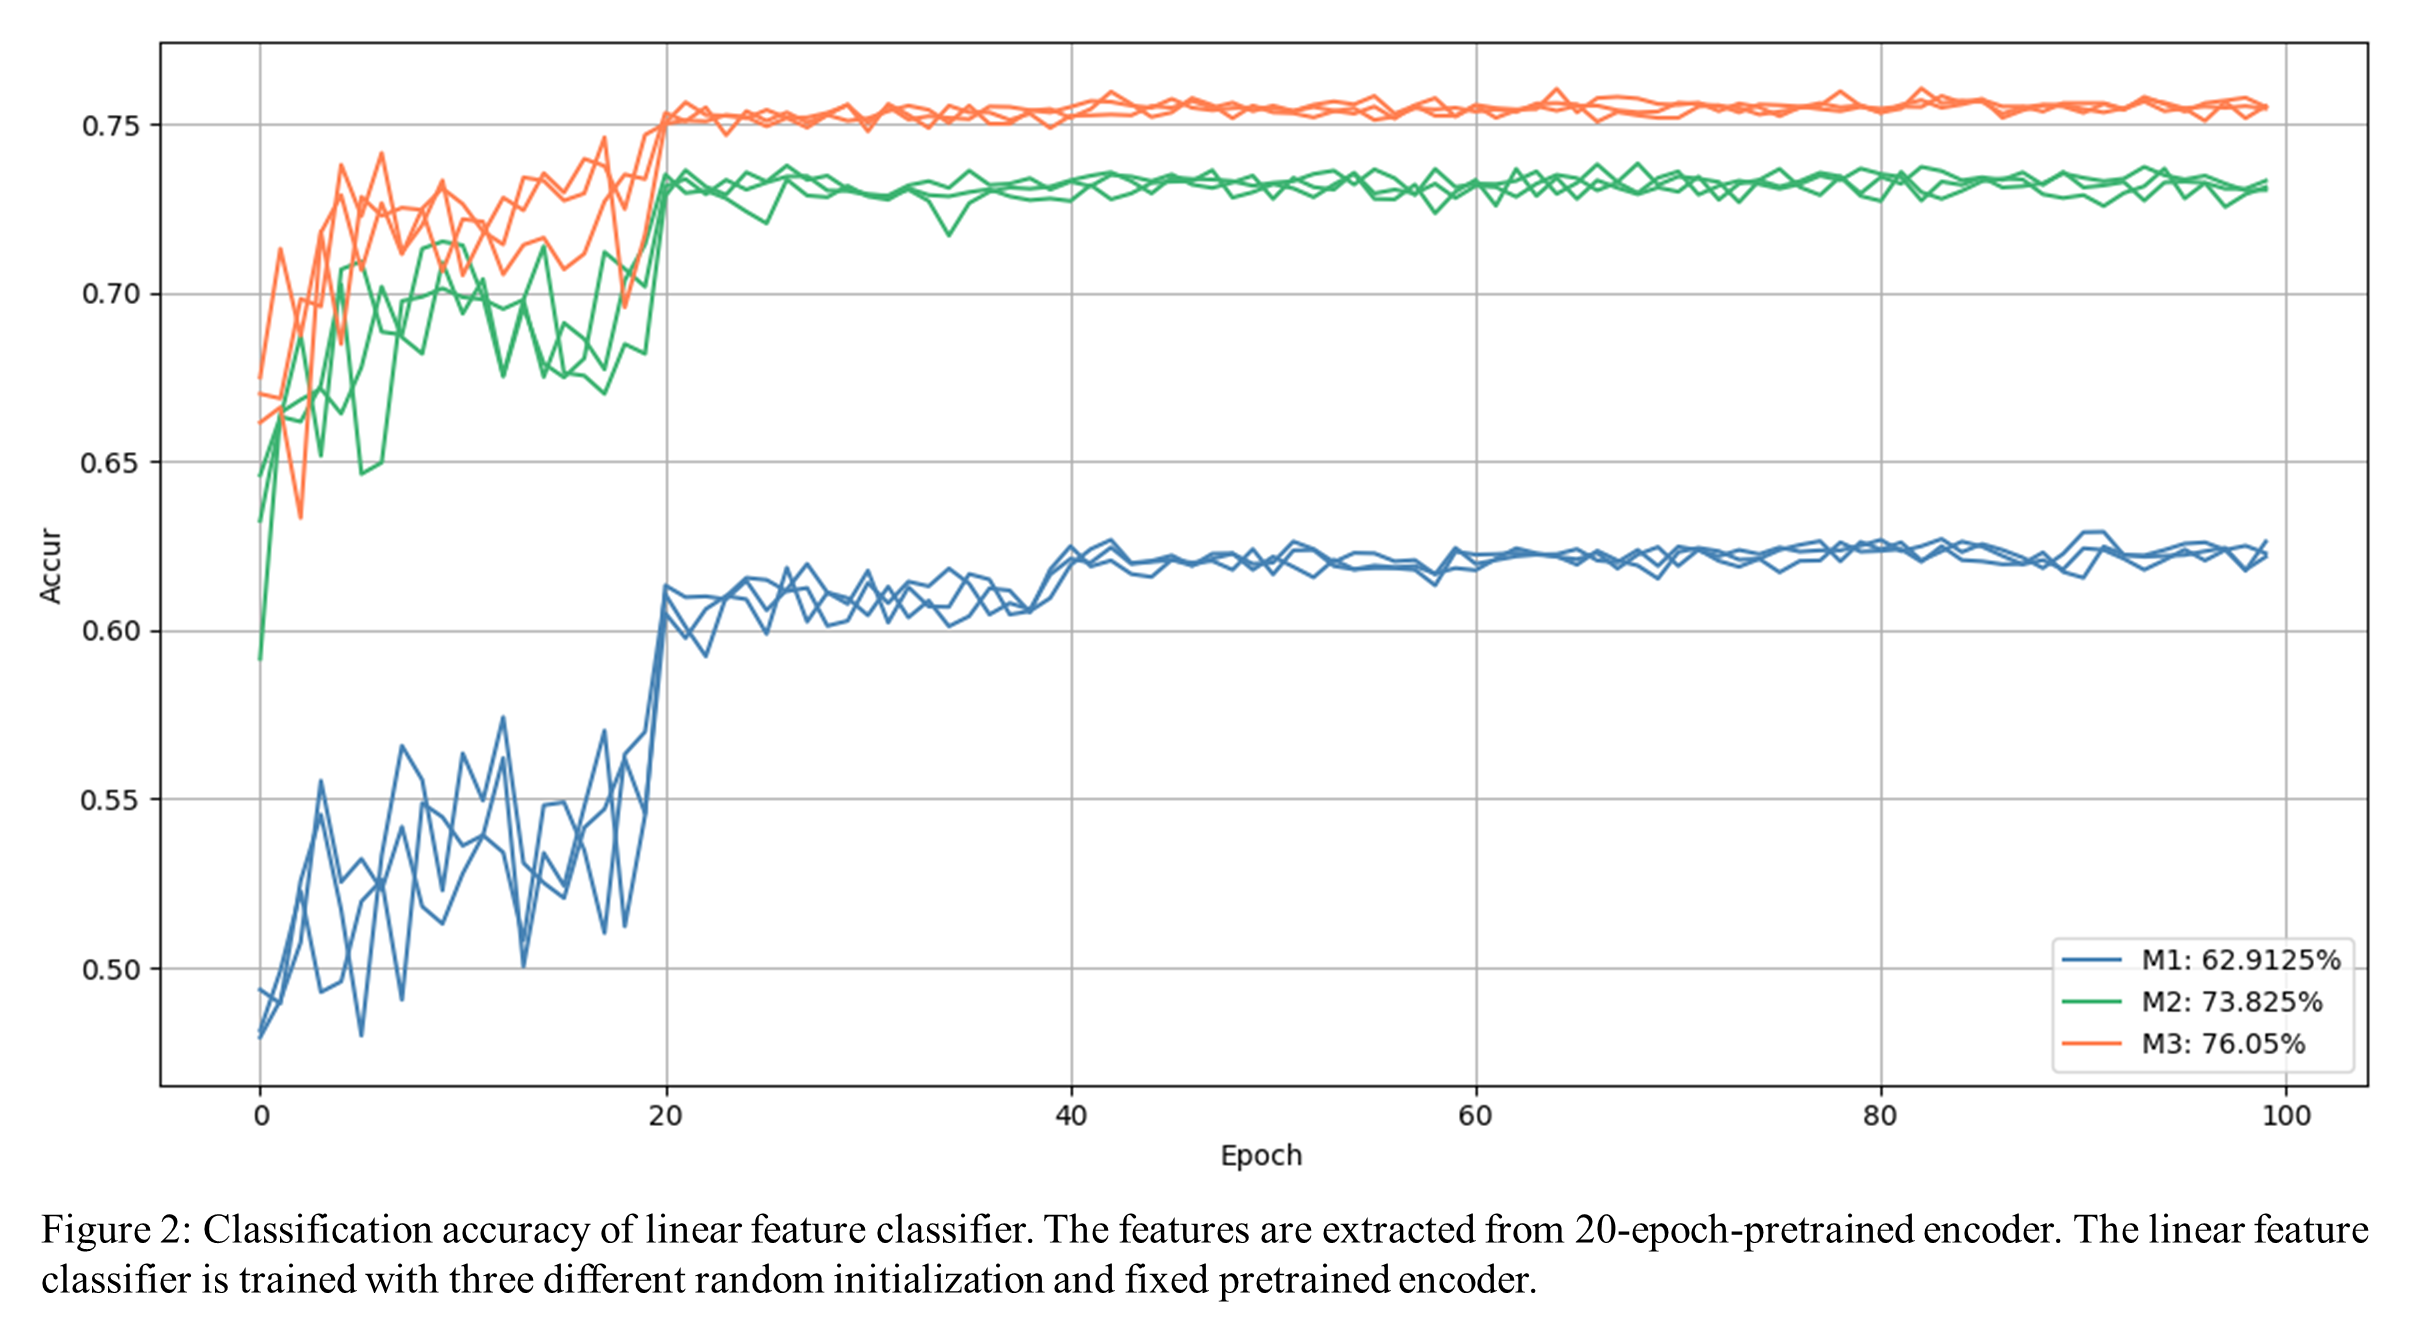 0.75
0.70
0.65
0.60
0.55
0.50
Accur
0
20
40
60
80
100
Epoch
M1: 62.9125%
M2: 73.825%
M3: 76.05%
Figure 2: Classification accuracy of linear feature classifier. The features are extracted from 20-epoch-pretrained encoder. The linear feature
classifier is trained with three different random initialization and fixed pretrained encoder.